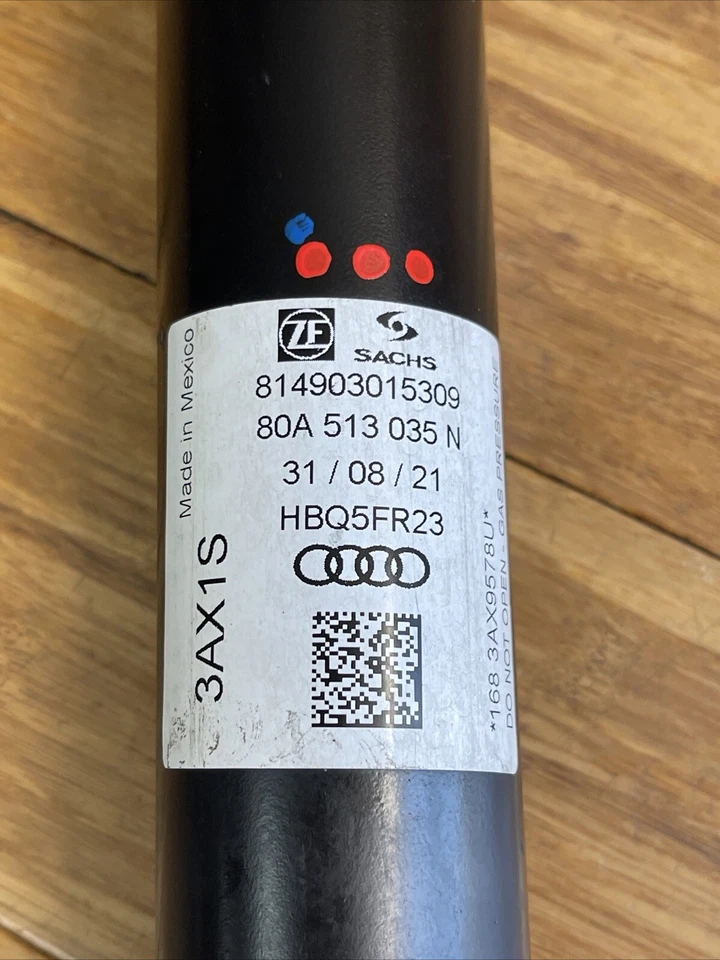 ZF
SACHS
814903015309
80A 513 035 N
31 / 08 / 21
HBQ5FR23
Made in Mexico
3AX1S
*168 3AX9578U*
DO NOT OPEN - GAS PRESSURE